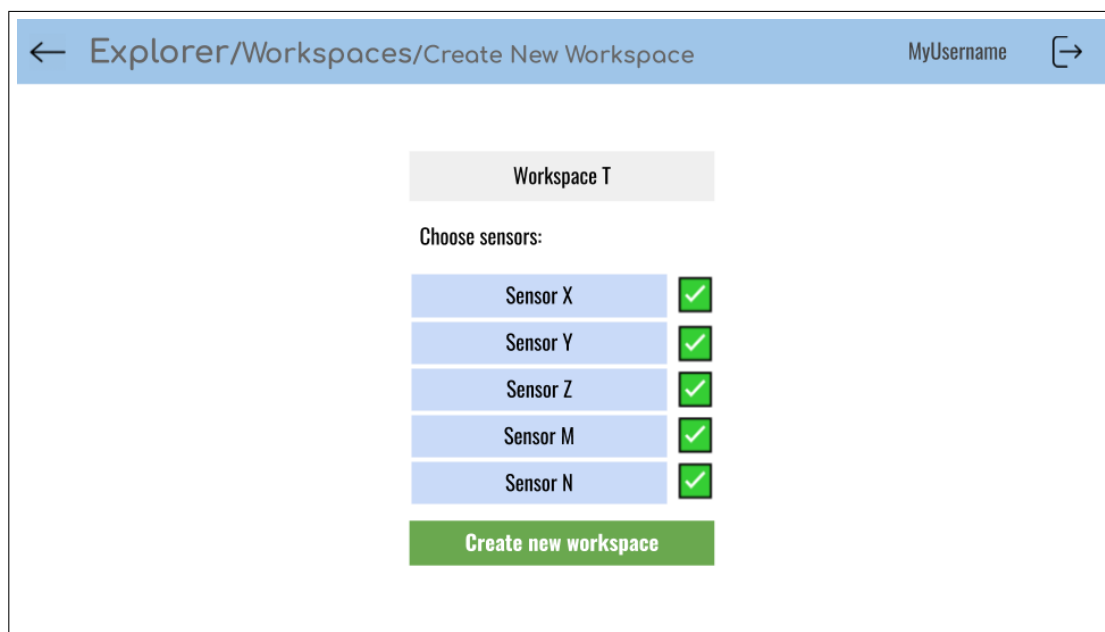 Explorer/Workspaces/Create New Workspace MyUsername
Workspace T
Choose sensors:
Sensor X
Sensor Y
Sensor Z
Sensor M
Sensor N
Create new workspace